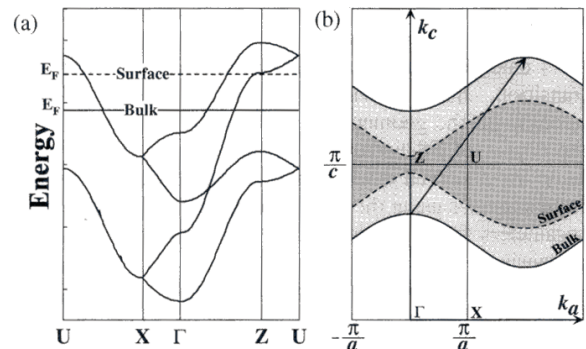 (a)
E_F Surface
E_F Bulk
Energy
U X Γ Z U
(b)
k_c
π/c
Z U
Surface
Bulk
Γ X k_a
-π/a π/a